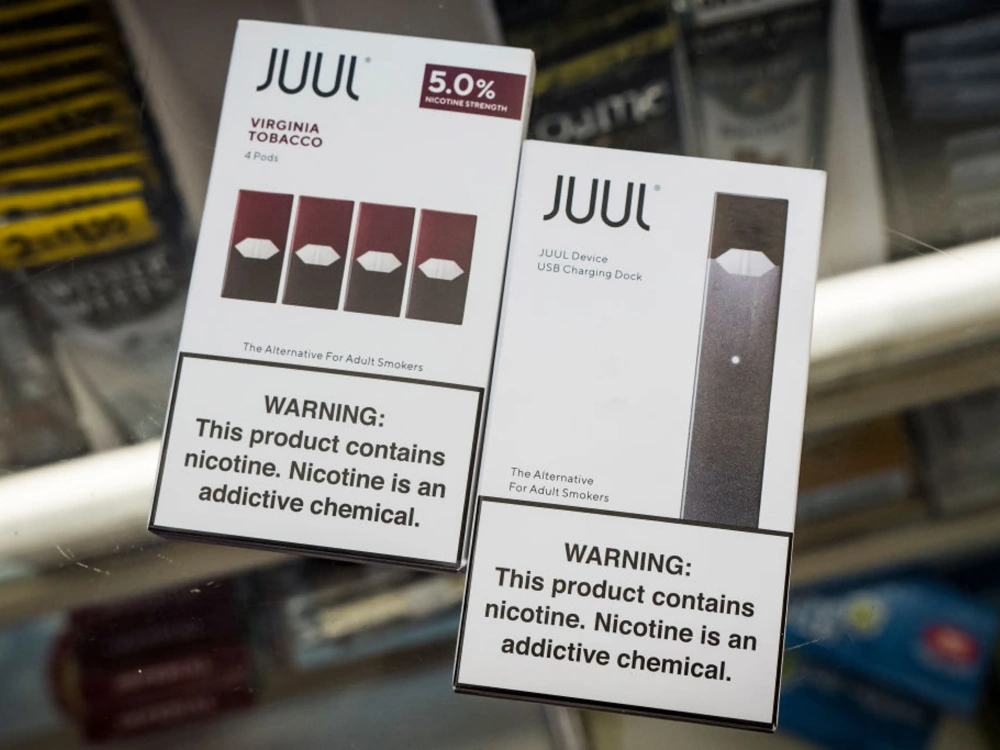 JUUL
5.0%
NICOTINE STRENGTH
VIRGINIA
TOBACCO
4 Pods
The Alternative For Adult Smokers
WARNING:
This product contains
nicotine. Nicotine is an
addictive chemical.
JUUL
JUUL Device
USB Charging Dock
The Alternative
For Adult Smokers
WARNING:
This product contains
nicotine. Nicotine is an
addictive chemical.